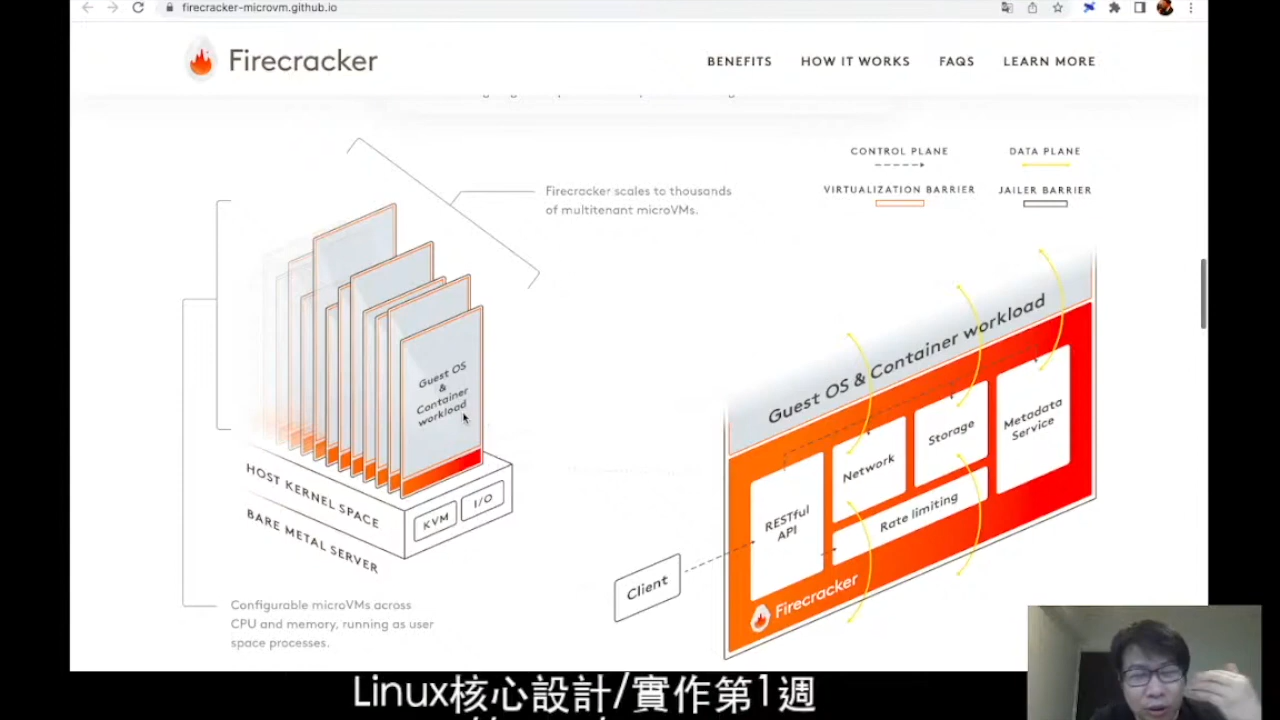 firecracker-microvm.github.io
Firecracker
BENEFITS HOW IT WORKS FAQS LEARN MORE
CONTROL PLANE
DATA PLANE
VIRTUALIZATION BARRIER
JAILER BARRIER
Firecracker scales to thousands
of multitenant microVMs.
Guest OS
&
Container
workload
HOST KERNEL SPACE
KVM
I/O
BARE METAL SERVER
Configurable microVMs across
CPU and memory, running as user
space processes.
Guest OS & Container workload
RESTful
API
Network
Storage
Metadata
Service
Rate limiting
Client
Firecracker
Linux核心設計/實作第1週